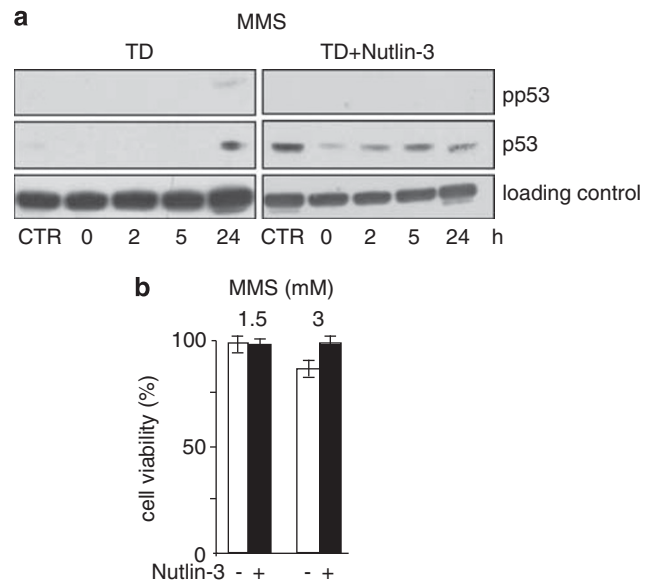 a
MMS
TD TD+Nutlin-3
pp53
p53
loading control
CTR 0 2 5 24 CTR 0 2 5 24 h
b
MMS (mM)
1.5 3
100
50
0
cell viability (%)
Nutlin-3 - + - +